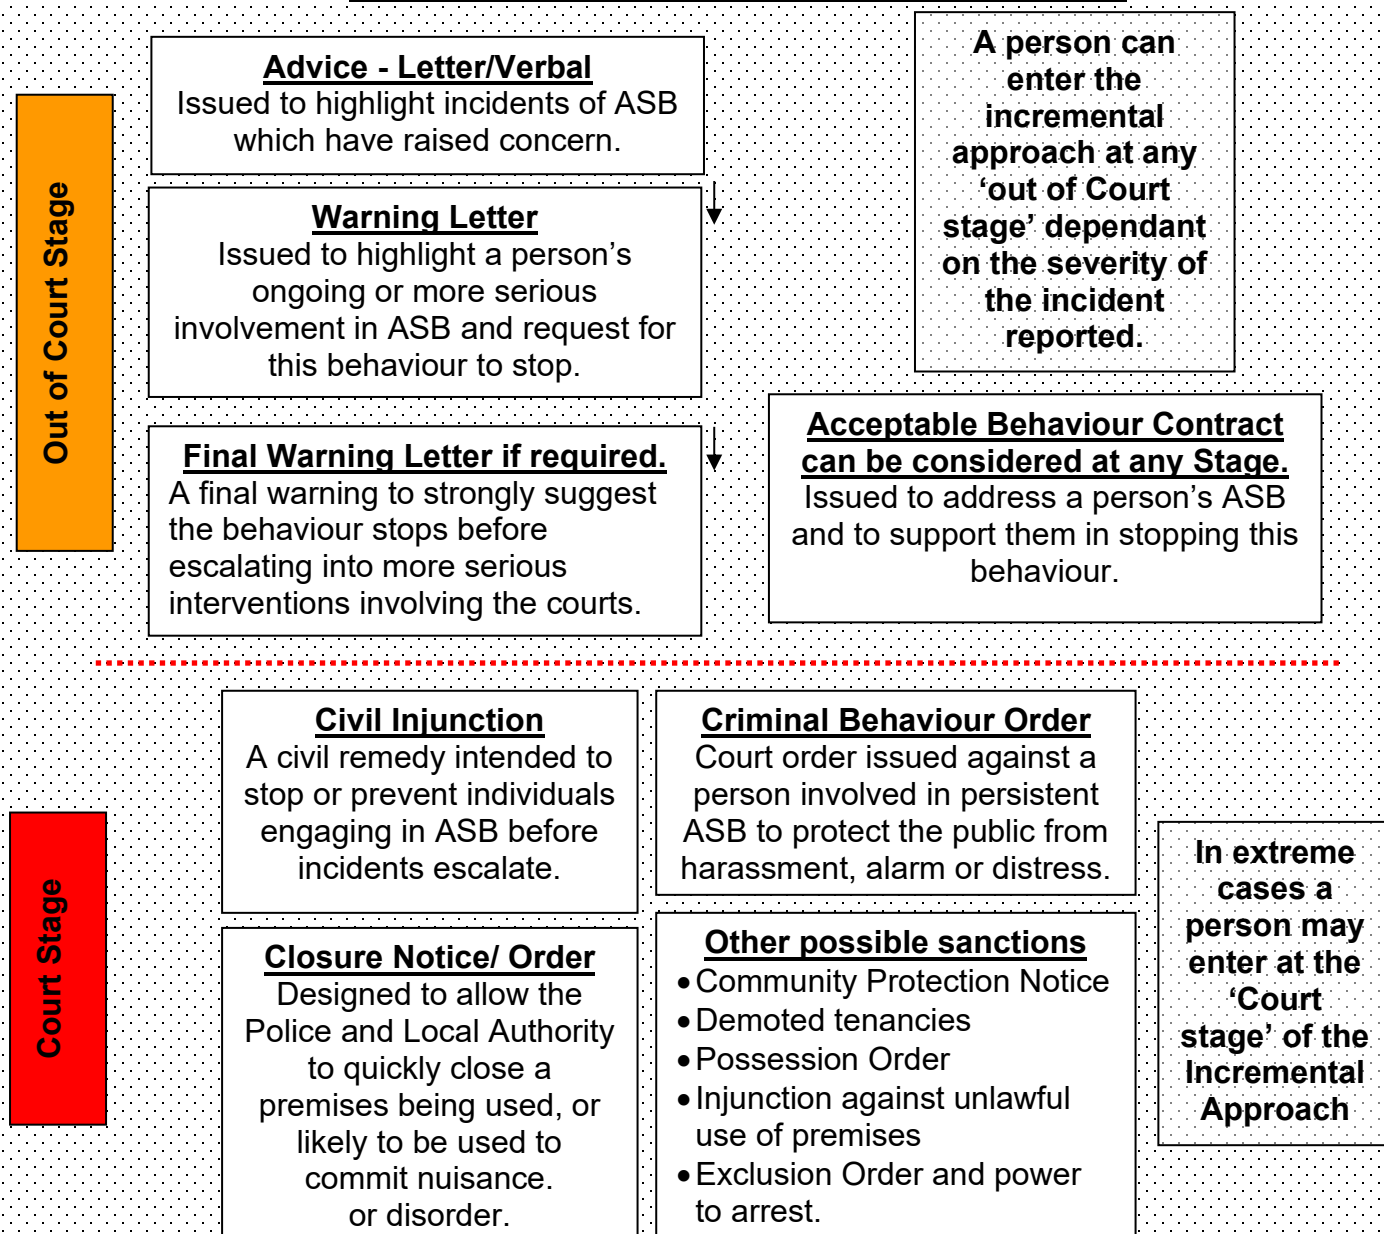 Out of Court Stage
Advice - Letter/Verbal
Issued to highlight incidents of ASB
which have raised concern.
Warning Letter
Issued to highlight a person’s
ongoing or more serious
involvement in ASB and request for
this behaviour to stop.
Final Warning Letter if required.
A final warning to strongly suggest
the behaviour stops before
escalating into more serious
interventions involving the courts.
A person can
enter the
incremental
approach at any
‘out of Court
stage’ dependant
on the severity of
the incident
reported.
Acceptable Behaviour Contract
can be considered at any Stage.
Issued to address a person’s ASB
and to support them in stopping this
behaviour.
Court Stage
Civil Injunction
A civil remedy intended to
stop or prevent individuals
engaging in ASB before
incidents escalate.
Criminal Behaviour Order
Court order issued against a
person involved in persistent
ASB to protect the public from
harassment, alarm or distress.
Closure Notice/ Order
Designed to allow the
Police and Local Authority
to quickly close a
premises being used, or
likely to be used to
commit nuisance.
or disorder.
Other possible sanctions
•Community Protection Notice
•Demoted tenancies
•Possession Order
•Injunction against unlawful
use of premises
•Exclusion Order and power
to arrest.
In extreme
cases a
person may
enter at the
‘Court
stage’ of the
Incremental
Approach